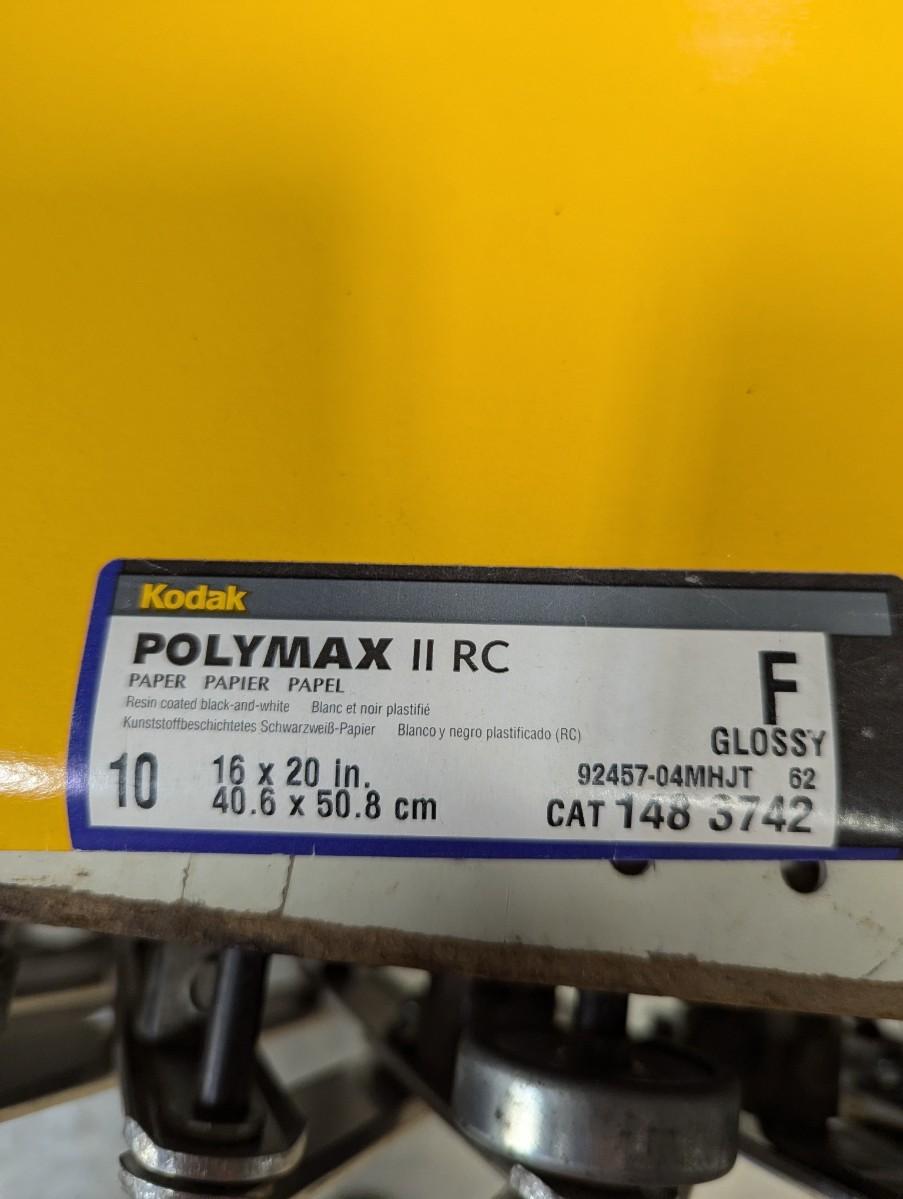 Kodak
POLYMAX II RC
PAPER PAPIER PAPEL
Resin coated black-and-white Blanc et noir plastifié
Kunststoffbeschichtetes Schwarzweiß-Papier Blanco y negro plastificado (RC)
F
GLOSSY
10
16 x 20 in.
40.6 x 50.8 cm
92457-04MHJT 62
CAT 148 3742